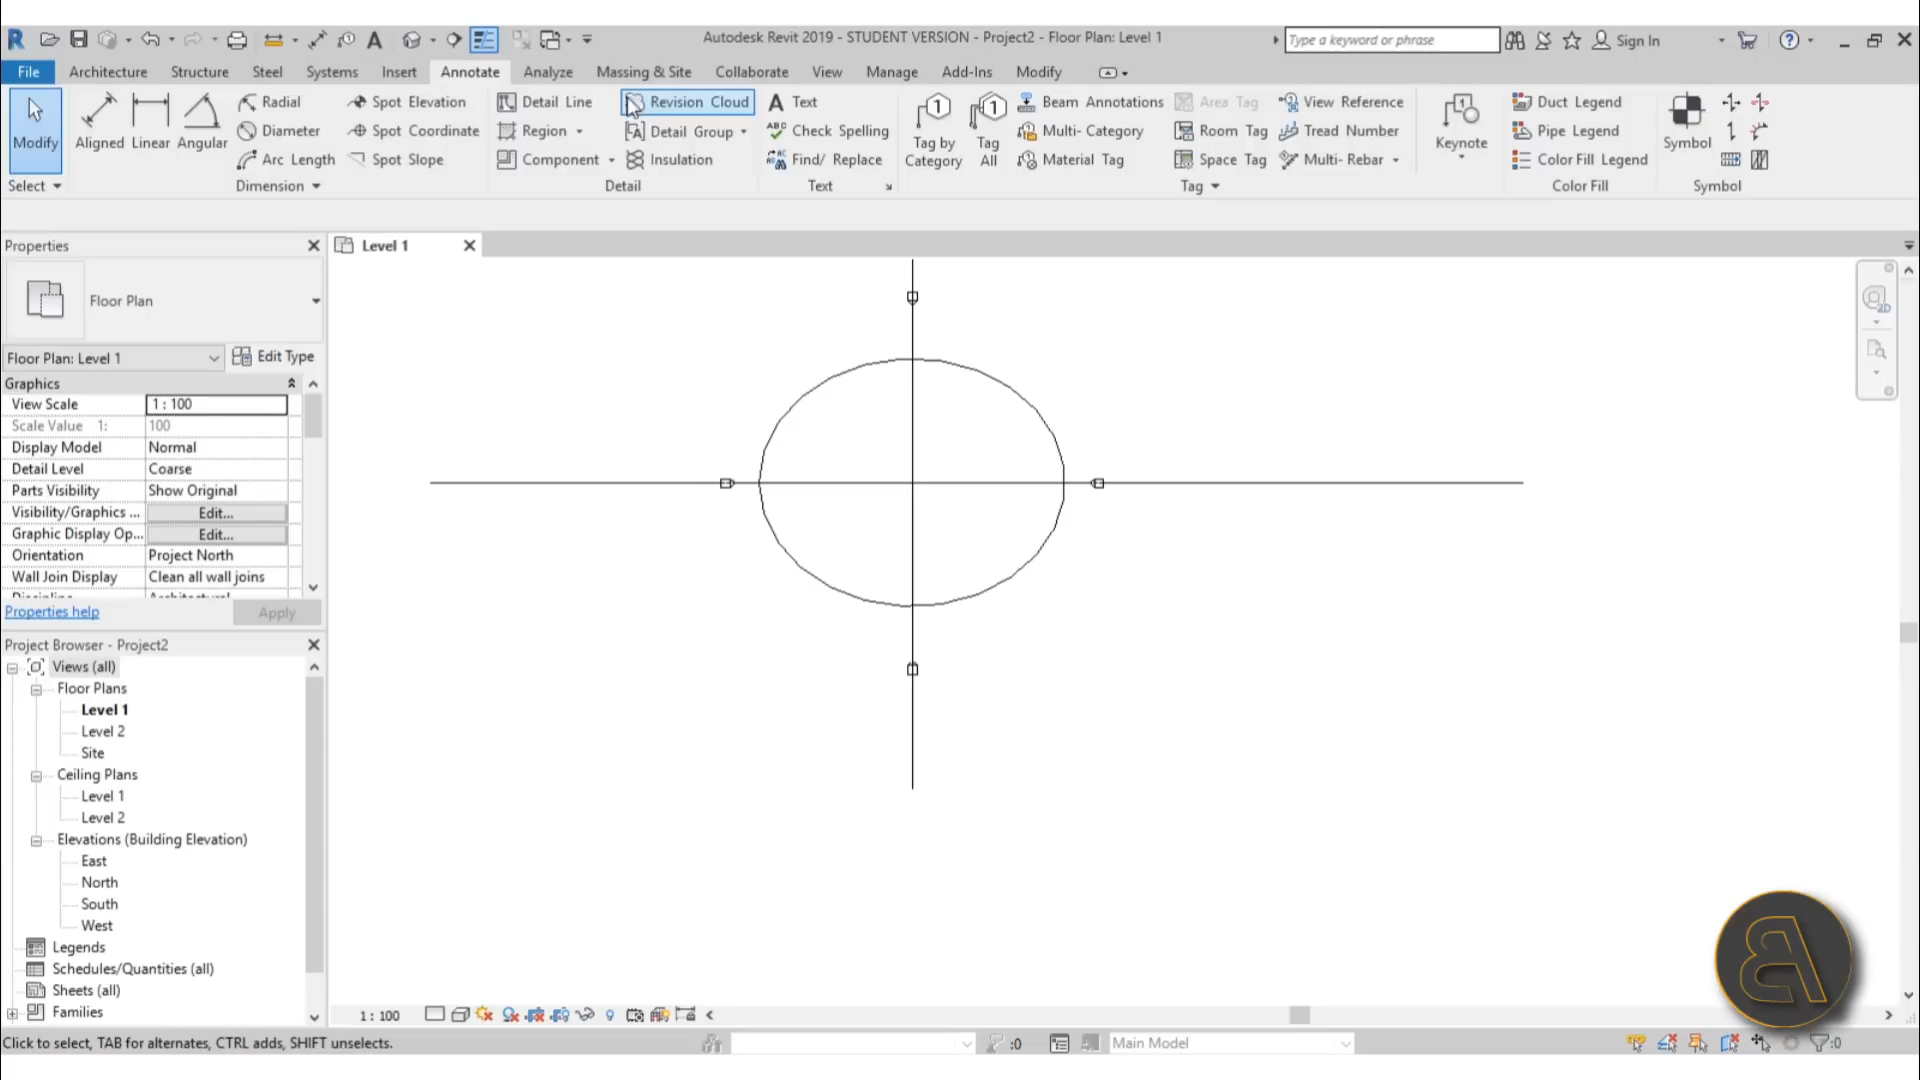 Autodesk Revit 2019 - STUDENT VERSION - Project2 - Floor Plan: Level 1
Type a keyword or phrase
Sign In
File Architecture Structure Steel Systems Insert Annotate Analyze Massing & Site Collaborate View Manage Add-Ins Modify
Modify
Select
Aligned Linear Angular
Radial
Diameter
Arc Length
Spot Elevation
Spot Coordinate
Spot Slope
Dimension
Detail Line
Region
Component
Revision Cloud
Detail Group
Insulation
Detail
Text
Check Spelling
Find/ Replace
Text
Tag by Category
Tag All
Beam Annotations
Multi- Category
Material Tag
Area Tag
Room Tag
Space Tag
View Reference
Tread Number
Multi- Rebar
Tag
Keynote
Duct Legend
Pipe Legend
Color Fill Legend
Color Fill
Symbol
Symbol
Properties
Floor Plan
Floor Plan: Level 1
Edit Type
Graphics
View Scale 1 : 100
Scale Value 1: 100
Display Model Normal
Detail Level Coarse
Parts Visibility Show Original
Visibility/Graphics ... Edit...
Graphic Display Op... Edit...
Orientation Project North
Wall Join Display Clean all wall joins
Properties help
Apply
Project Browser - Project2
Views (all)
Floor Plans
Level 1
Level 2
Site
Ceiling Plans
Level 1
Level 2
Elevations (Building Elevation)
East
North
South
West
Legends
Schedules/Quantities (all)
Sheets (all)
Families
Level 1
2D
1 : 100
Click to select, TAB for alternates, CTRL adds, SHIFT unselects.
:0
Main Model
:0